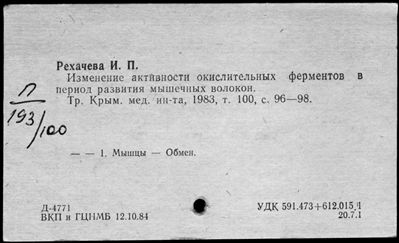 Рехачева И. П.
Изменение активности окислительных ферментов в
период развития мышечных волокон.
Тр. Крым. мед. ин-та, 1983, т. 100, с. 96—98.
П
193/100
— — 1. Мышцы — Обмен.
Д-4771
ВКП и ГЦНМБ 12.10.84
УДК 591.473+612.015.1
20.7.1